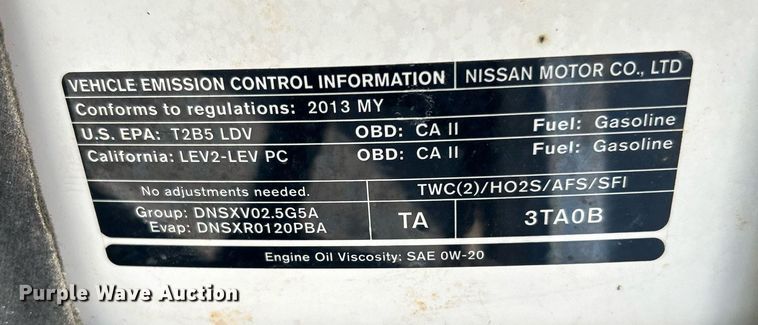 VEHICLE EMISSION CONTROL INFORMATION | NISSAN MOTOR CO., LTD
Conforms to regulations: 2013 MY
U.S. EPA: T2B5 LDV OBD: CA II Fuel: Gasoline
California: LEV2-LEV PC OBD: CA II Fuel: Gasoline
No adjustments needed. TWC(2)/HO2S/AFS/SFI
Group: DNSXV02.5G5A
Evap: DNSXR0120PBA
TA
3TA0B
Engine Oil Viscosity: SAE 0W-20
Purple Wave Auction